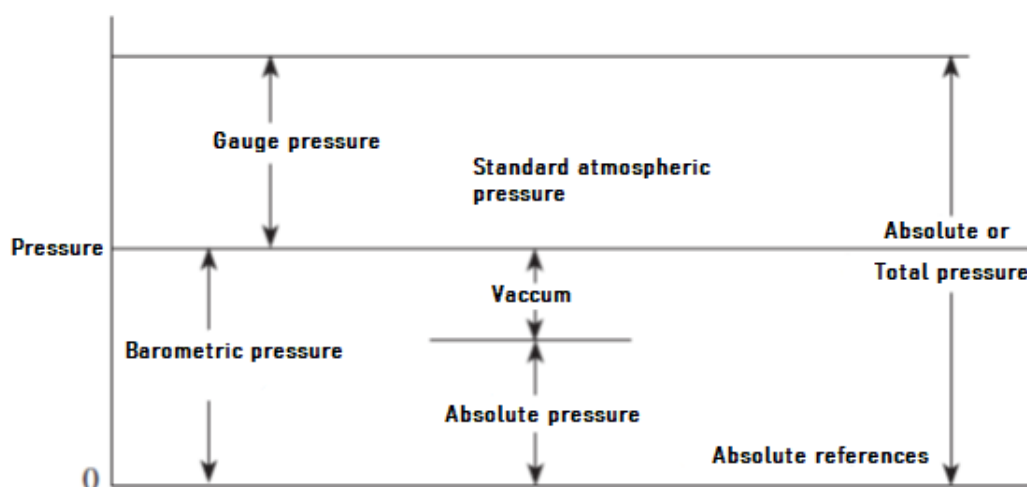 Gauge pressure
Standard atmospheric
pressure
Absolute or
Pressure
Total pressure
Vaccum
Barometric pressure
Absolute pressure
Absolute references
0